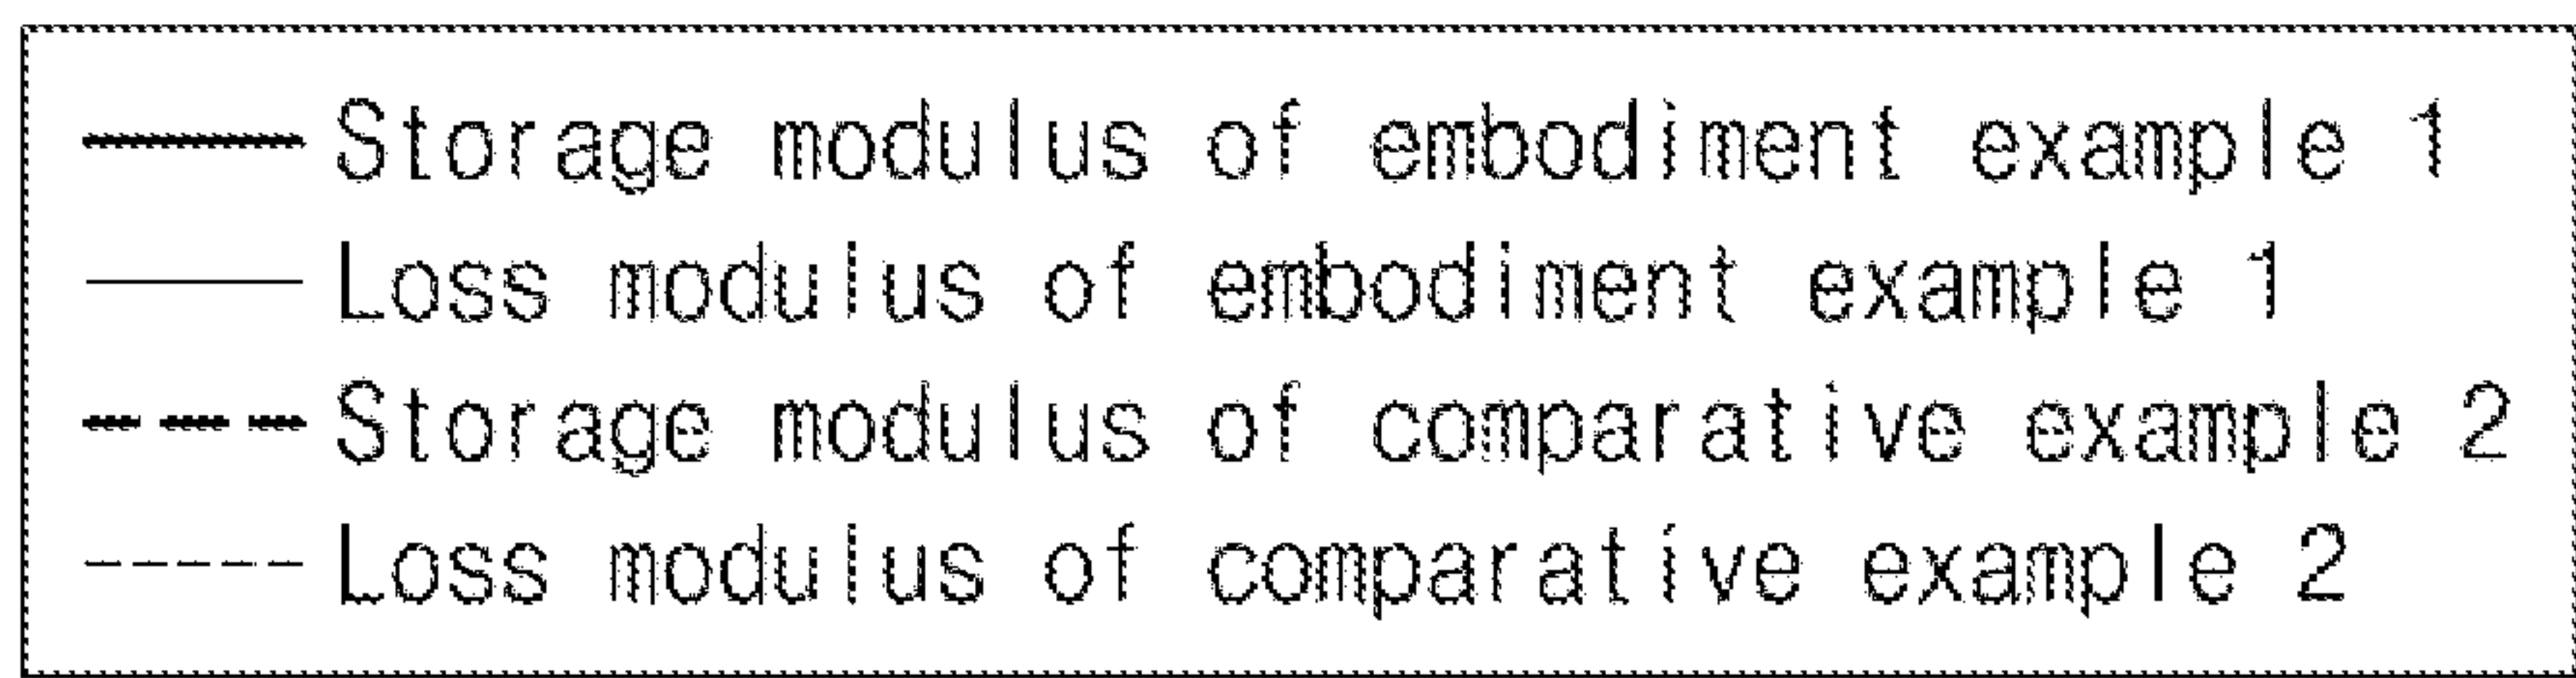 Storage modulus of embodiment example 1
Loss modulus of embodiment example 1
Storage modulus of comparative example 2
Loss modulus of comparative example 2